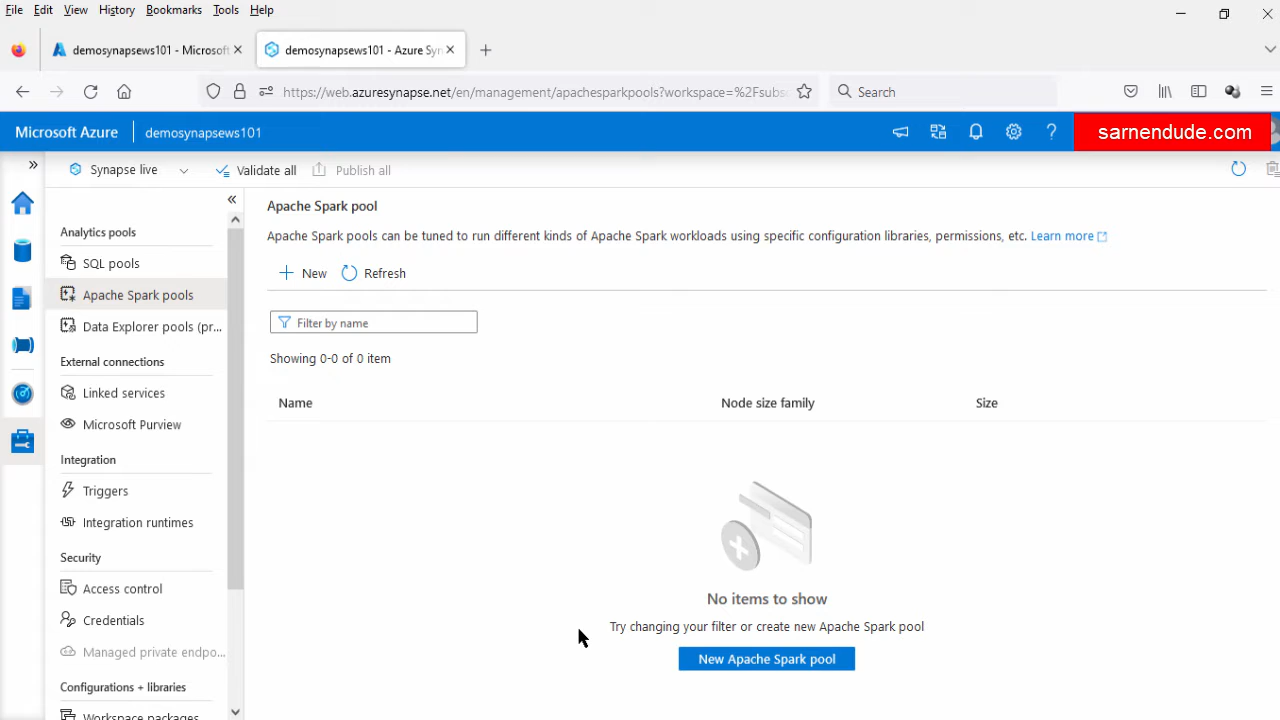 File Edit View History Bookmarks Tools Help
demosynapsews101 - Microsoft
demosynapsews101 - Azure Syn
https://web.azuresynapse.net/en/management/apachesparkpools?workspace=%2Fsubsc
Search
Microsoft Azure demosynapsews101
sarnendude.com
Synapse live Validate all Publish all
Analytics pools
SQL pools
Apache Spark pools
Data Explorer pools (pr...
External connections
Linked services
Microsoft Purview
Integration
Triggers
Integration runtimes
Security
Access control
Credentials
Managed private endpo...
Configurations + libraries
Workspace packages
Apache Spark pool
Apache Spark pools can be tuned to run different kinds of Apache Spark workloads using specific configuration libraries, permissions, etc. Learn more
New Refresh
Filter by name
Showing 0-0 of 0 item
Name Node size family Size
No items to show
Try changing your filter or create new Apache Spark pool
New Apache Spark pool